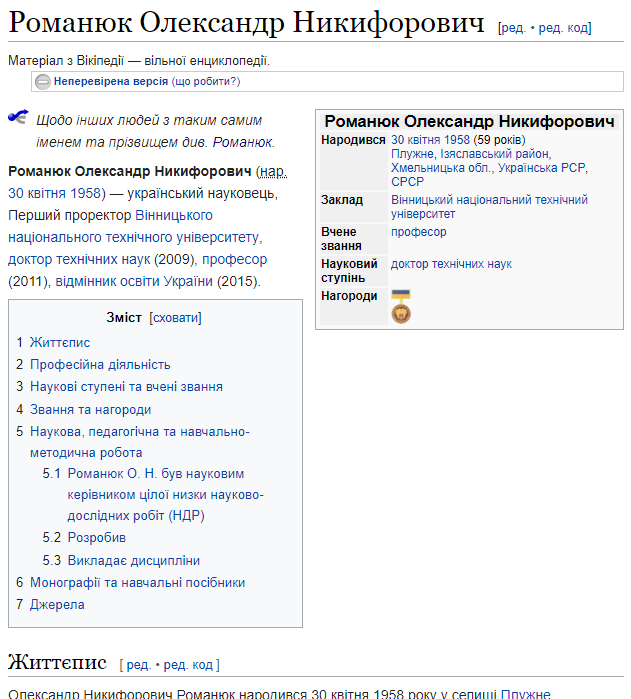 Романюк Олександр Никифорович [ред. • ред. код]
Матеріал з Вікіпедії — вільної енциклопедії.
Неперевірена версія (що робити?)
Щодо інших людей з таким самим
іменем та прізвищем див. Романюк.
Романюк Олександр Никифорович (нар.
30 квітня 1958) — український науковець,
Перший проректор Вінницького
національного технічного університету,
доктор технічних наук (2009), професор
(2011), відмінник освіти України (2015).
Романюк Олександр Никифорович
Народився 30 квітня 1958 (59 років)
Плужне, Ізяславський район,
Хмельницька обл., Українська РСР,
СРСР
Заклад Вінницький національний технічний
університет
Вчене професор
звання
Науковий доктор технічних наук
ступінь
Нагороди
Зміст [сховати]
1 Життєпис
2 Професійна діяльність
3 Наукові ступені та вчені звання
4 Звання та нагороди
5 Наукова, педагогічна та навчально-
методична робота
5.1 Романюк О. Н. був науковим
керівником цілої низки науково-
дослідних робіт (НДР)
5.2 Розробив
5.3 Викладає дисципліни
6 Монографії та навчальні посібники
7 Джерела
Життєпис [ ред. • ред. код ]
Олександр Никифорович Романюк народився 30 квітня 1958 року у селищі Плужне